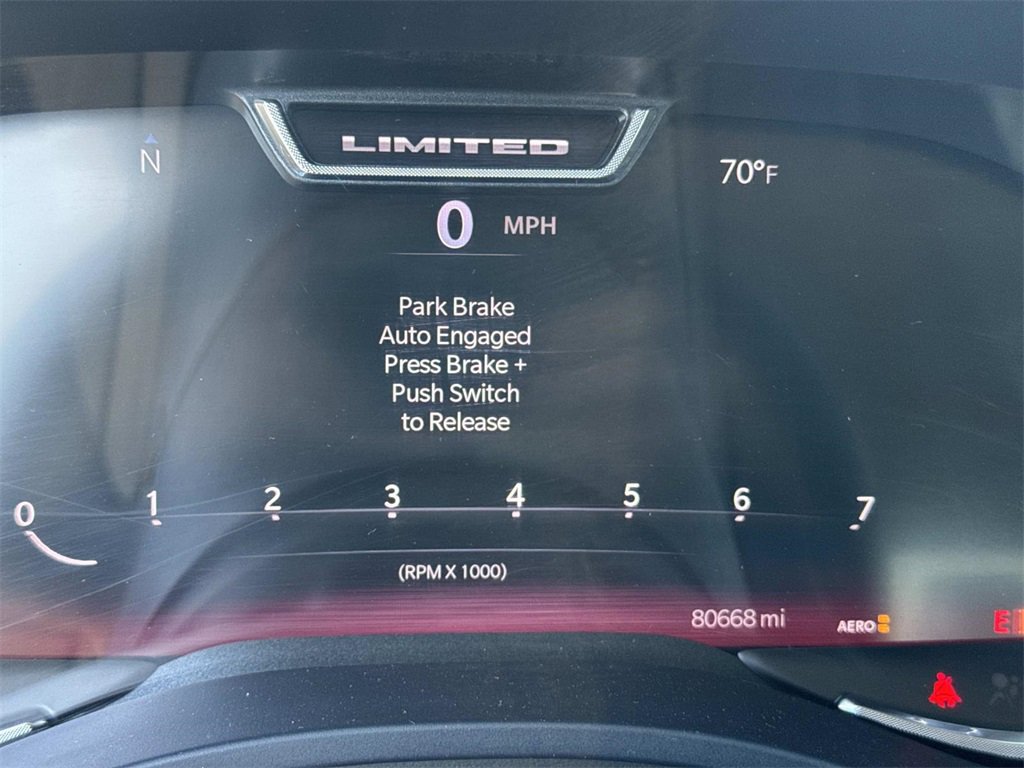 LIMITED
N
70°F
0 MPH
Park Brake
Auto Engaged
Press Brake +
Push Switch
to Release
0 1 2 3 4 5 6 7
(RPM X 1000)
80668 mi
AERO
E